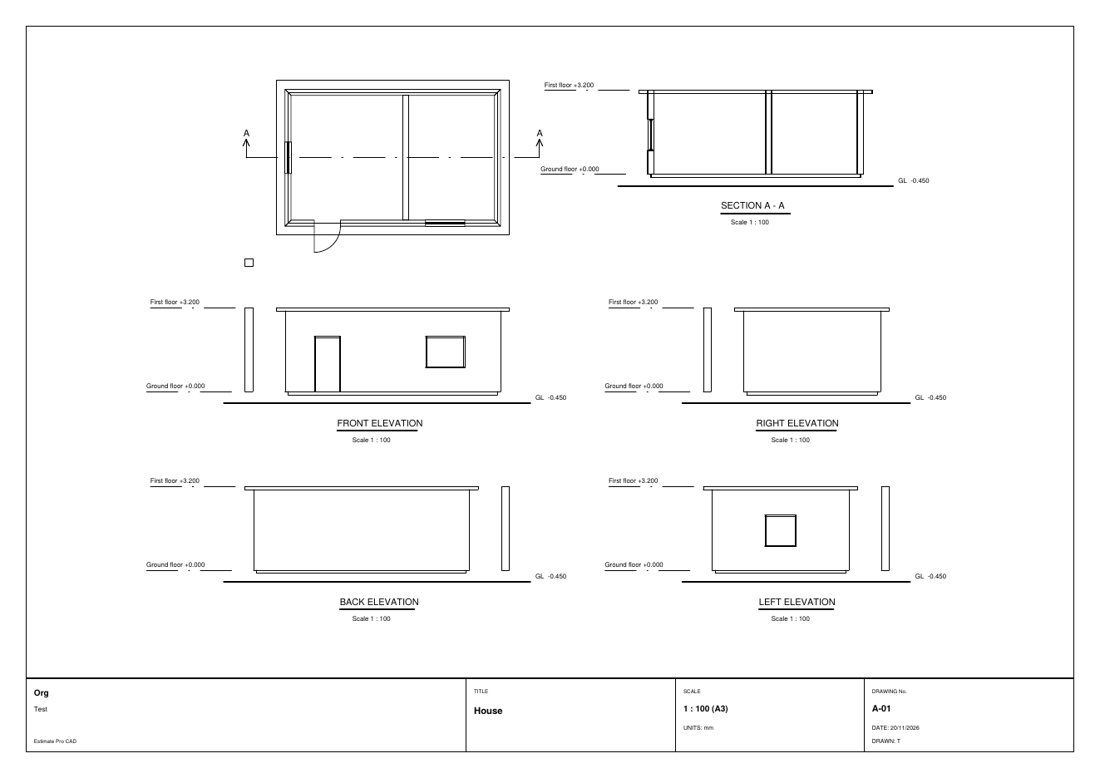 A
A
First floor +3.200
Ground floor +0.000
GL -0.450
SECTION A - A
Scale 1 : 100
First floor +3.200
Ground floor +0.000
GL -0.450
FRONT ELEVATION
Scale 1 : 100
First floor +3.200
Ground floor +0.000
GL -0.450
RIGHT ELEVATION
Scale 1 : 100
First floor +3.200
Ground floor +0.000
GL -0.450
BACK ELEVATION
Scale 1 : 100
First floor +3.200
Ground floor +0.000
GL -0.450
LEFT ELEVATION
Scale 1 : 100
Org
Test
Estimate Pro CAD
TITLE
House
SCALE
1 : 100 (A3)
UNITS: mm
DRAWING No.
A-01
DATE: 20/11/2026
DRAWN: T